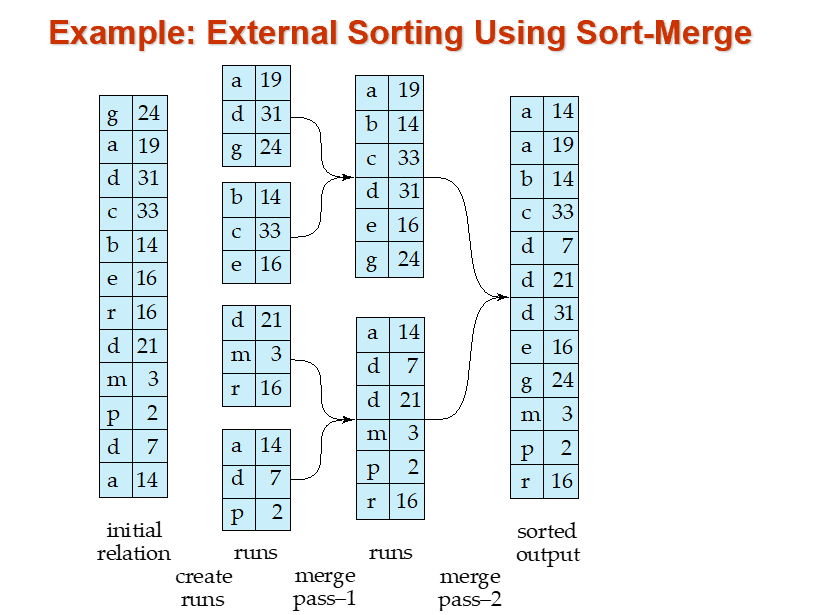 Example: External Sorting Using Sort-Merge
g 24
a 19
d 31
c 33
b 14
e 16
r 16
d 21
m 3
p 2
d 7
a 14
initial
relation
a 19
d 31
g 24
b 14
c 33
e 16
d 21
m 3
r 16
a 14
d 7
p 2
runs
create
runs
a 19
b 14
c 33
d 31
e 16
g 24
a 14
d 7
d 21
m 3
p 2
r 16
runs
merge
pass–1
a 14
a 19
b 14
c 33
d 7
d 21
d 31
e 16
g 24
m 3
p 2
r 16
sorted
output
merge
pass–2